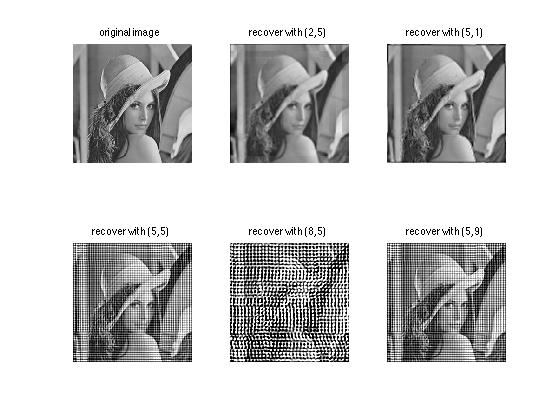 original image
recover with (2,5)
recover with (5,1)
recover with (5,5)
recover with (8,5)
recover with (5,9)